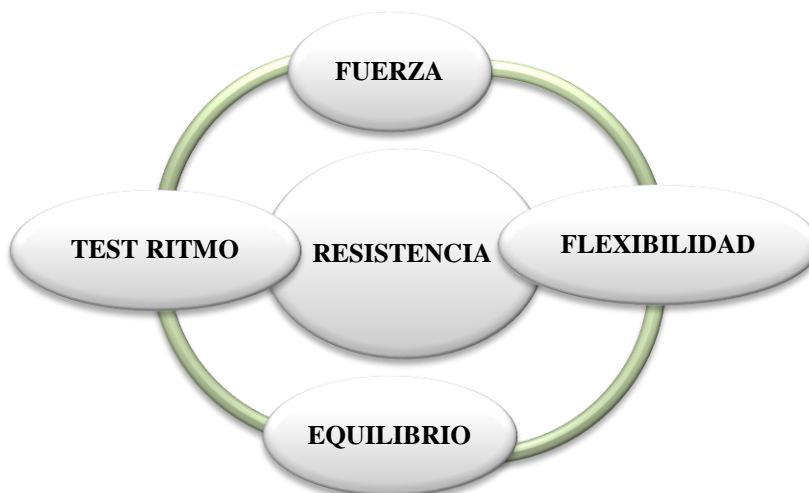 FUERZA
TEST RITMO
RESISTENCIA
FLEXIBILIDAD
EQUILIBRIO